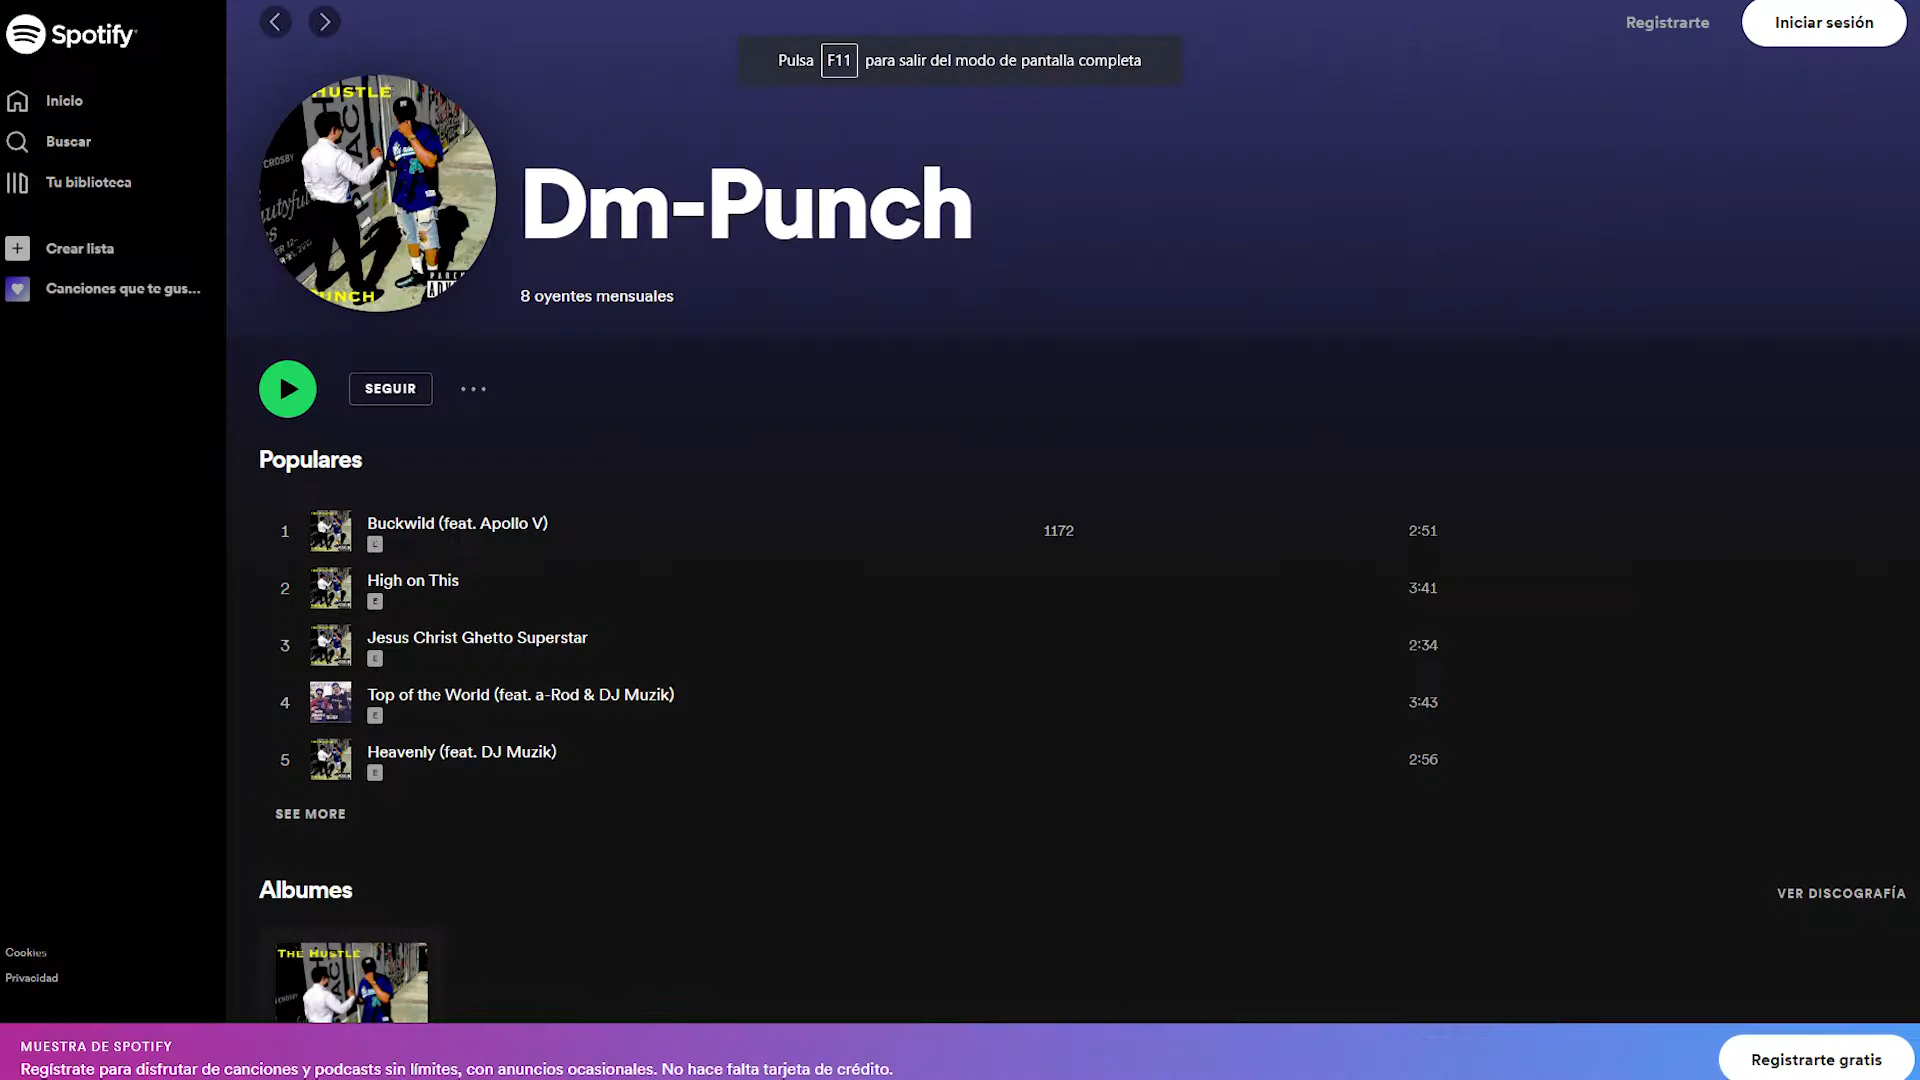 Spotify
Inicio
Buscar
Tu biblioteca
Crear lista
Canciones que te gus...
Cookies
Privacidad
Registrarte
Iniciar sesión
Pulsa F11 para salir del modo de pantalla completa
HUSTLE
CROSBY
PUNCH
Dm-Punch
8 oyentes mensuales
SEGUIR
Populares
1 Buckwild (feat. Apollo V) 1172 2:51
E
2 High on This 3:41
E
3 Jesus Christ Ghetto Superstar 2:34
E
4 Top of the World (feat. a-Rod & DJ Muzik) 3:43
E
5 Heavenly (feat. DJ Muzik) 2:56
E
SEE MORE
Albumes
VER DISCOGRAFÍA
THE HUSTLE
MUESTRA DE SPOTIFY
Regístrate para disfrutar de canciones y podcasts sin límites, con anuncios ocasionales. No hace falta tarjeta de crédito.
Registrarte gratis